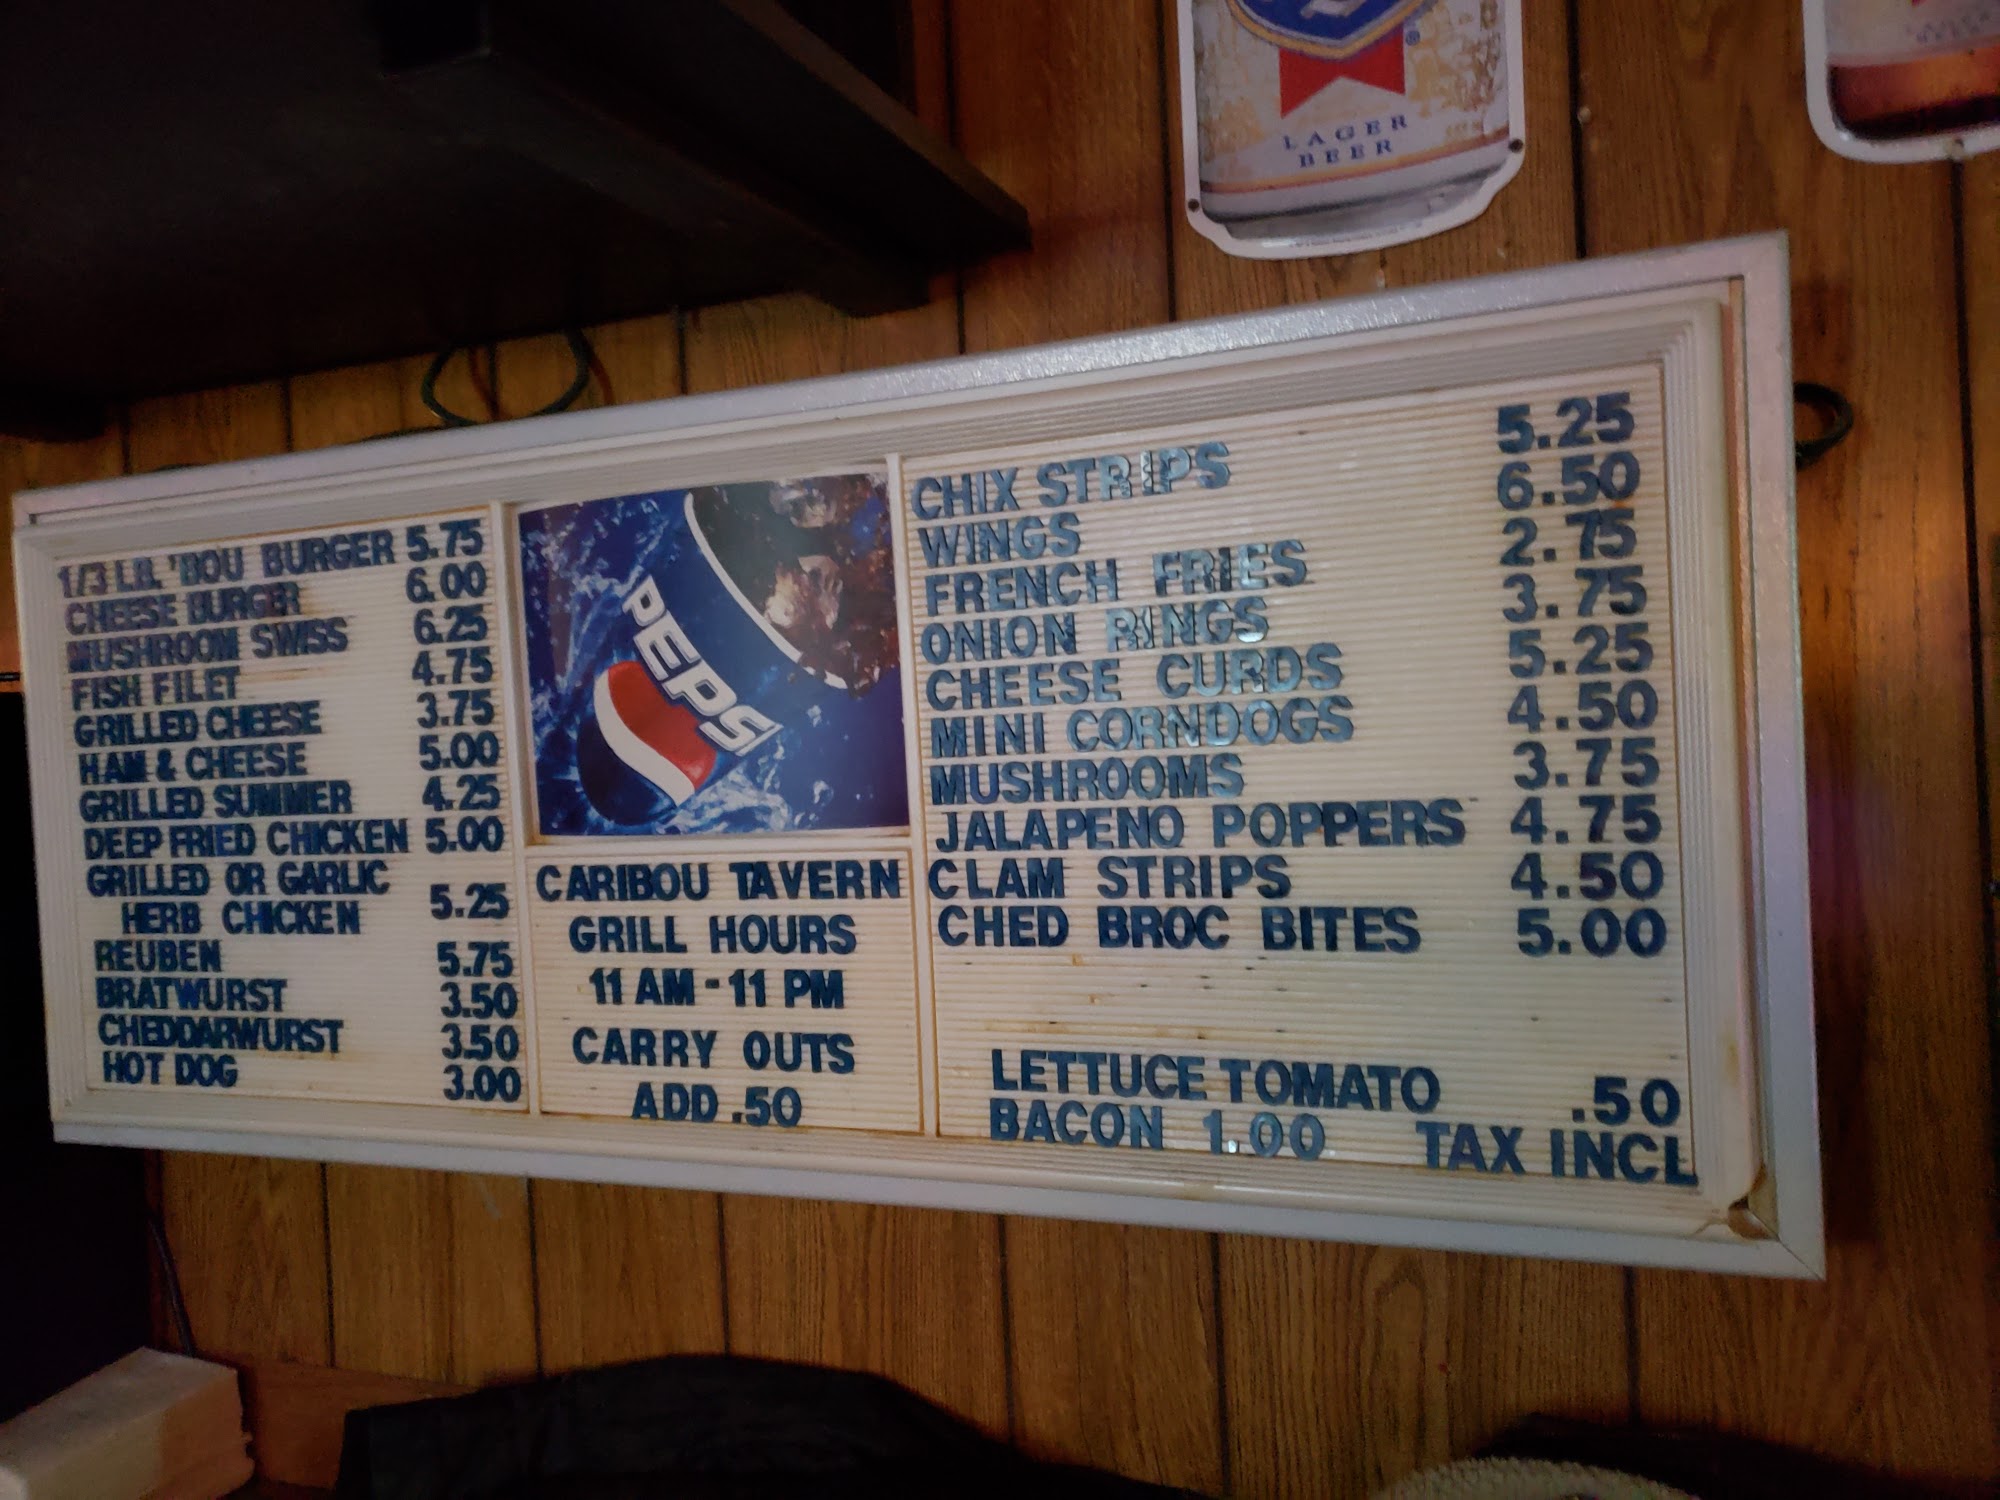 LAGER
BEER
1/3 LB. 'BOU BURGER 5.75
CHEESE BURGER 6.00
MUSHROOM SWISS 6.25
FISH FILET 4.75
GRILLED CHEESE 3.75
HAM & CHEESE 5.00
GRILLED SUMMER 4.25
DEEP FRIED CHICKEN 5.00
GRILLED OR GARLIC
HERB CHICKEN 5.25
REUBEN 5.75
BRATWURST 3.50
CHEDDARWURST 3.50
HOT DOG 3.00
PEPSI
CARIBOU TAVERN
GRILL HOURS
11 AM - 11 PM
CARRY OUTS
ADD .50
CHIX STRIPS 5.25
WINGS 6.50
FRENCH FRIES 2.75
ONION RINGS 3.75
CHEESE CURDS 5.25
MINI CORNDOGS 4.50
MUSHROOMS 3.75
JALAPENO POPPERS 4.75
CLAM STRIPS 4.50
CHED BROC BITES 5.00
LETTUCE TOMATO .50
BACON 1.00 TAX INCL